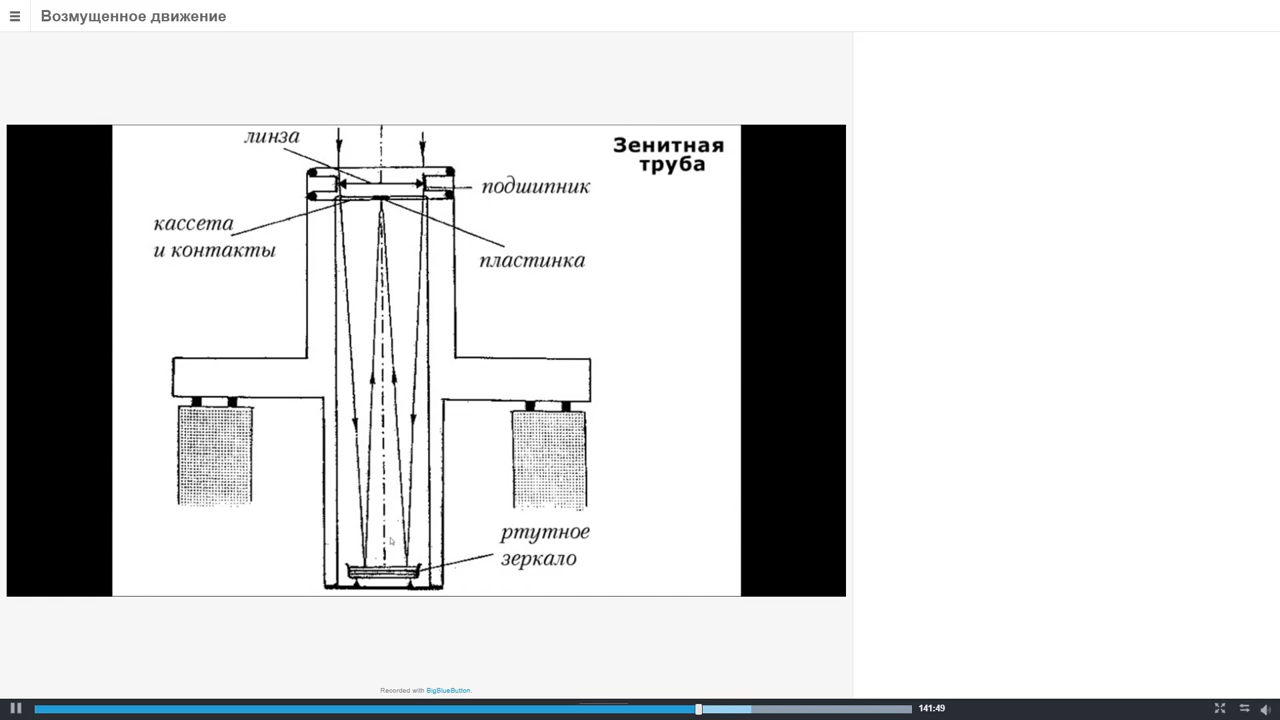 Возмущенное движение
линза
Зенитная
труба
подшипник
кассета
и контакты
пластинка
ртутное
зеркало
Recorded with BigBlueButton.
141:49